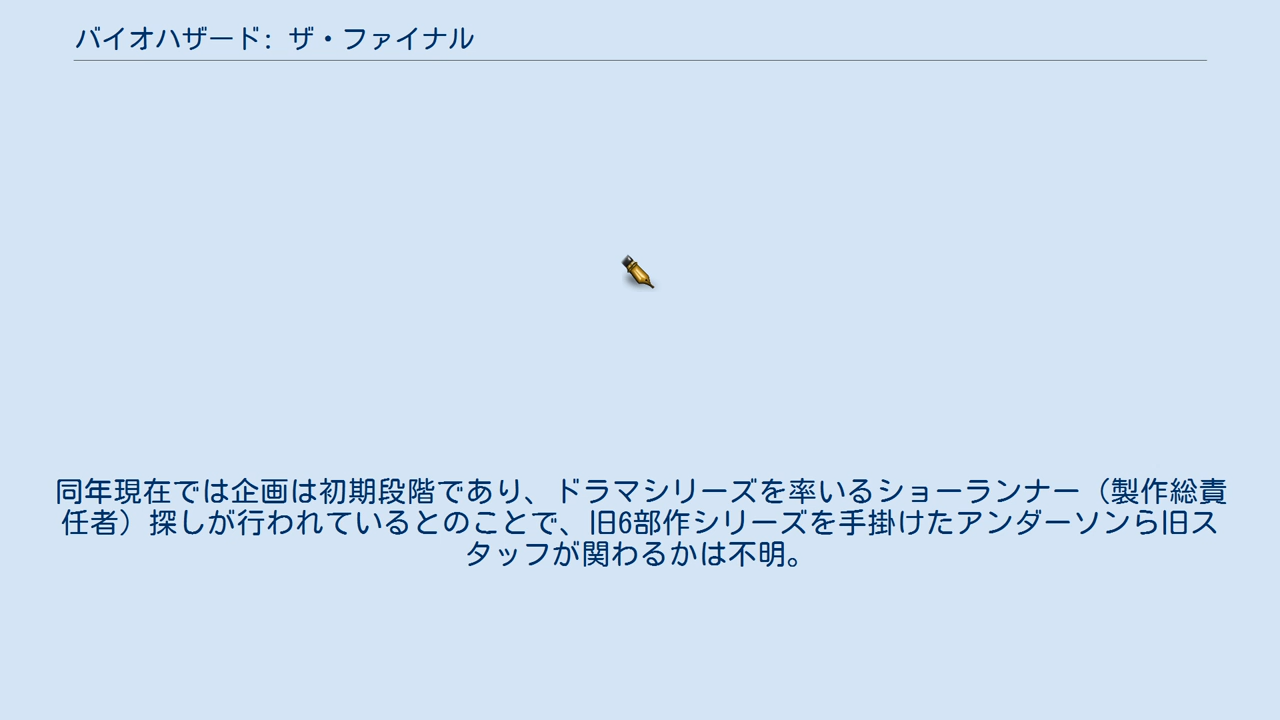 バイオハザード: ザ・ファイナル
同年現在では企画は初期段階であり、ドラマシリーズを率いるショーランナー（製作総責
任者）探しが行われているとのことで、旧6部作シリーズを手掛けたアンダーソンら旧ス
タッフが関わるかは不明。